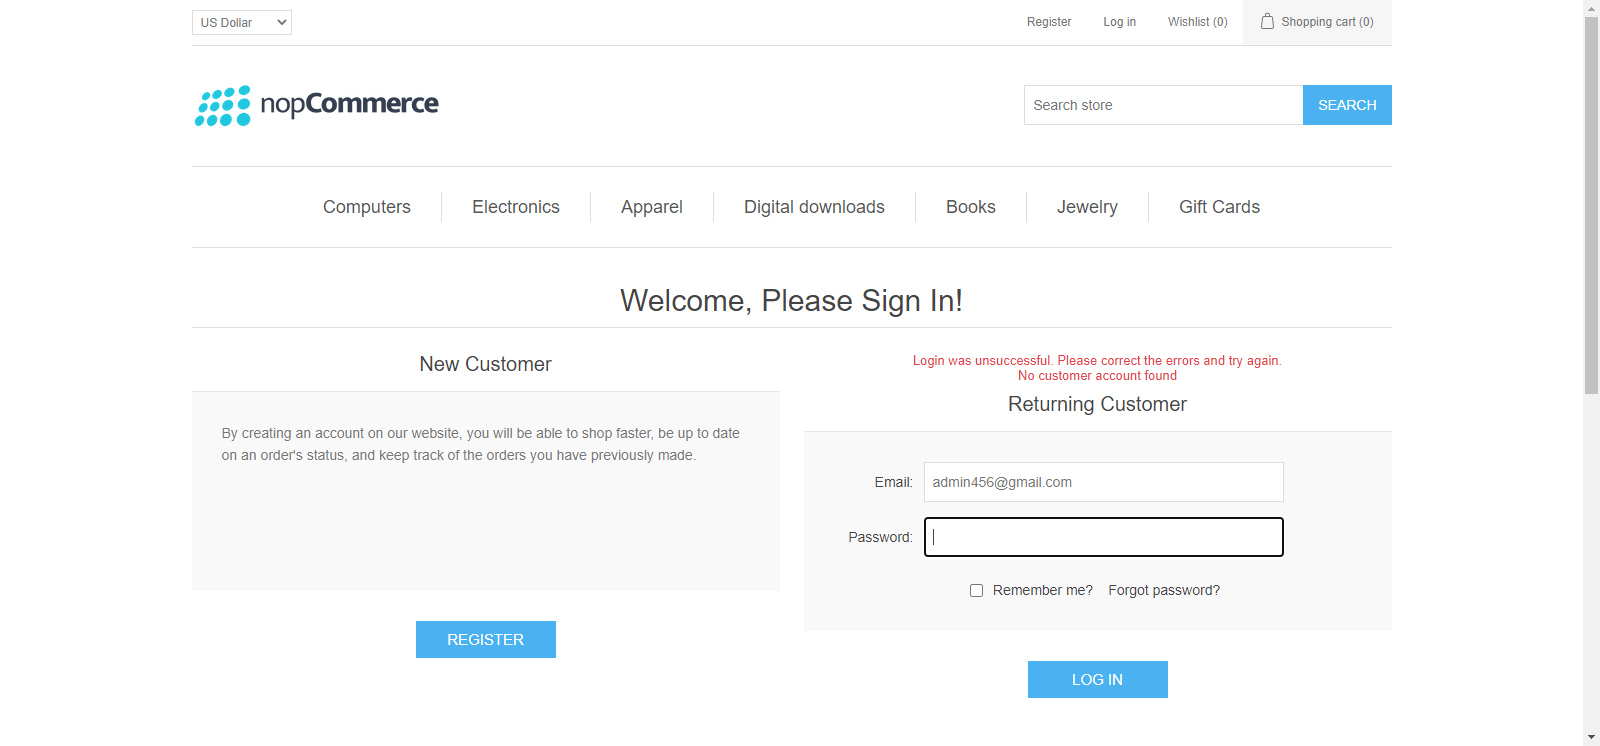 US Dollar
Register
Log in
Wishlist (0)
Shopping cart (0)
nopCommerce
Search store
SEARCH
Computers
Electronics
Apparel
Digital downloads
Books
Jewelry
Gift Cards
Welcome, Please Sign In!
New Customer
By creating an account on our website, you will be able to shop faster, be up to date
on an order's status, and keep track of the orders you have previously made.
REGISTER
Login was unsuccessful. Please correct the errors and try again.
No customer account found
Returning Customer
Email:
admin456@gmail.com
Password:
Remember me?
Forgot password?
LOG IN